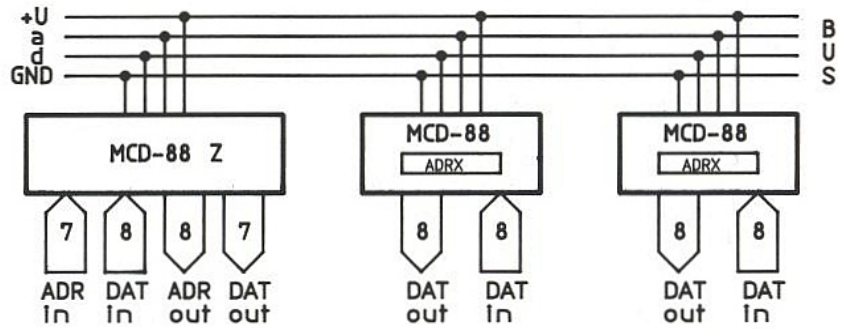 +U
a B
d U
GND S
MCD-88 Z
MCD-88
ADRX
MCD-88
ADRX
7 8 8 7 8 8 8 8
ADR DAT ADR DAT DAT DAT DAT DAT
in in out out out in out in